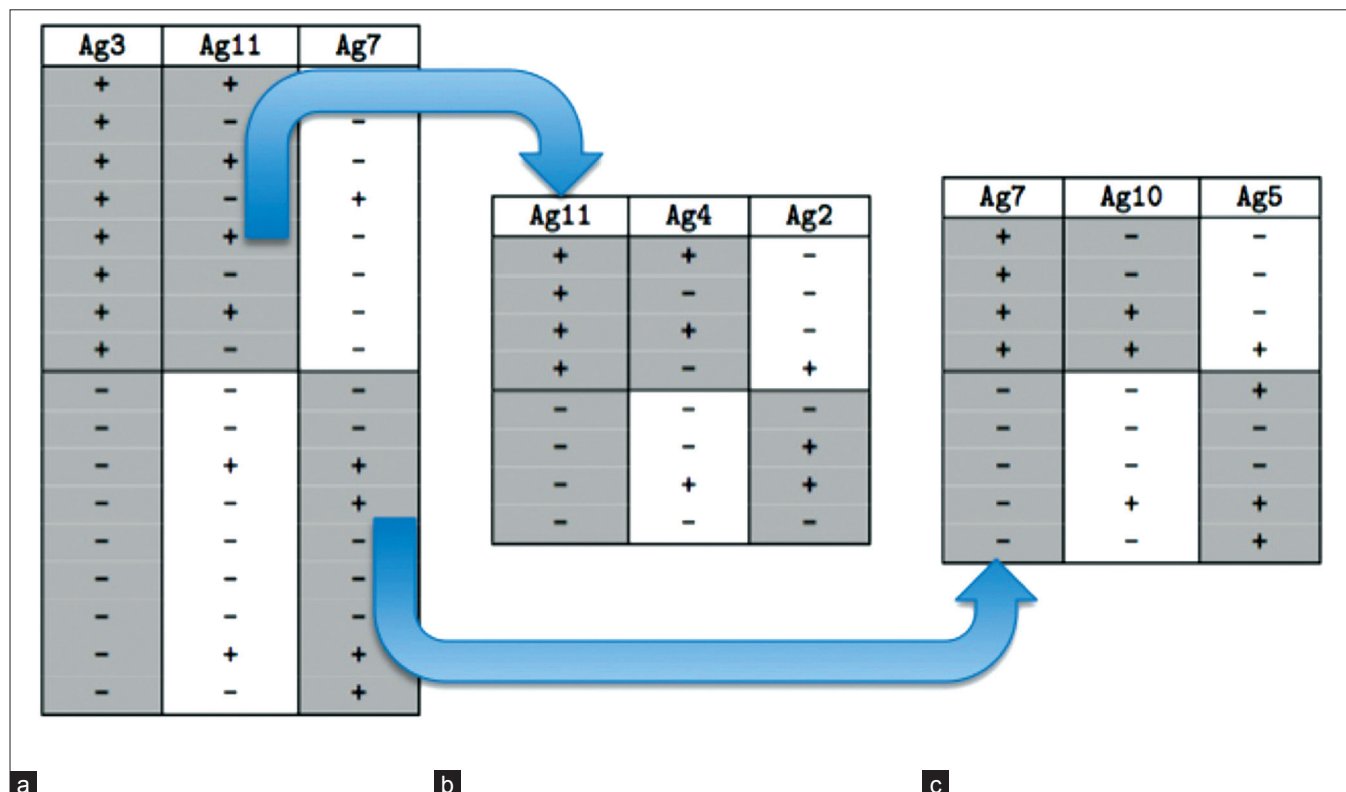 Ag3 Ag11 Ag7
+ +
+ - -
+ + -
+ - +
+ + -
+ - -
+ + -
+ - -
- - -
- - -
- + +
- - +
- - -
- - -
- - -
- + +
- - +
Ag11 Ag4 Ag2
+ + -
+ - -
+ + -
+ - +
- - -
- - +
- + +
- - -
Ag7 Ag10 Ag5
+ - -
+ - -
+ + -
+ + +
- - +
- - -
- - -
- + +
- - +
a b c